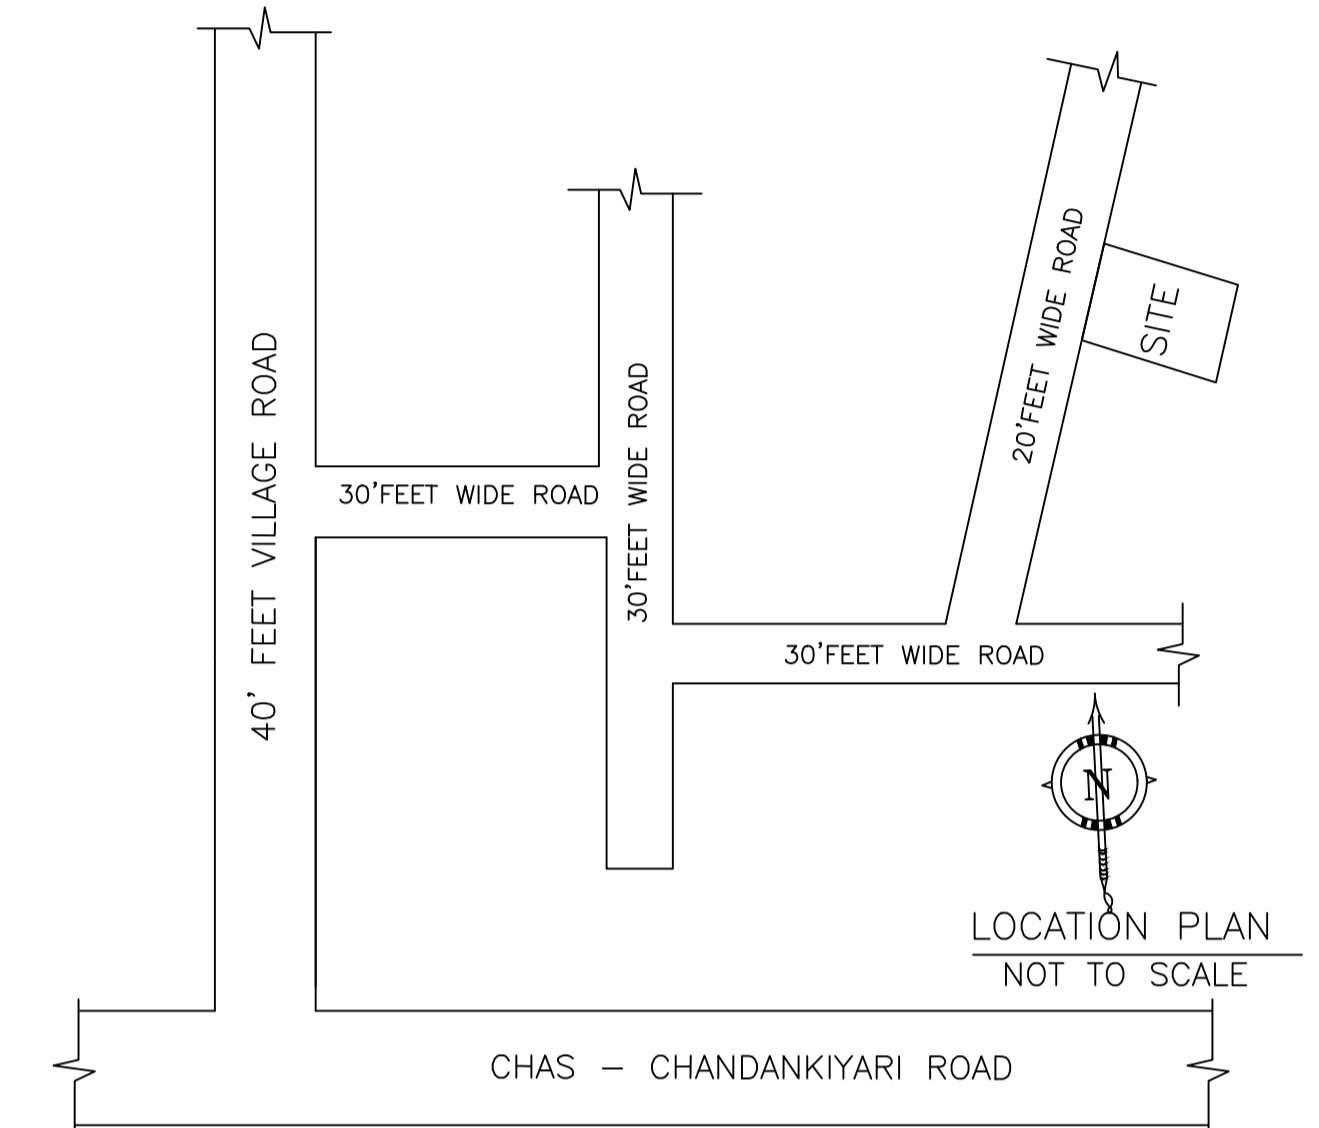 40' FEET VILLAGE ROAD
30'FEET WIDE ROAD
30'FEET WIDE ROAD
20'FEET WIDE ROAD
SITE
30'FEET WIDE ROAD
N
LOCATION PLAN
NOT TO SCALE
CHAS - CHANDANKIYARI ROAD